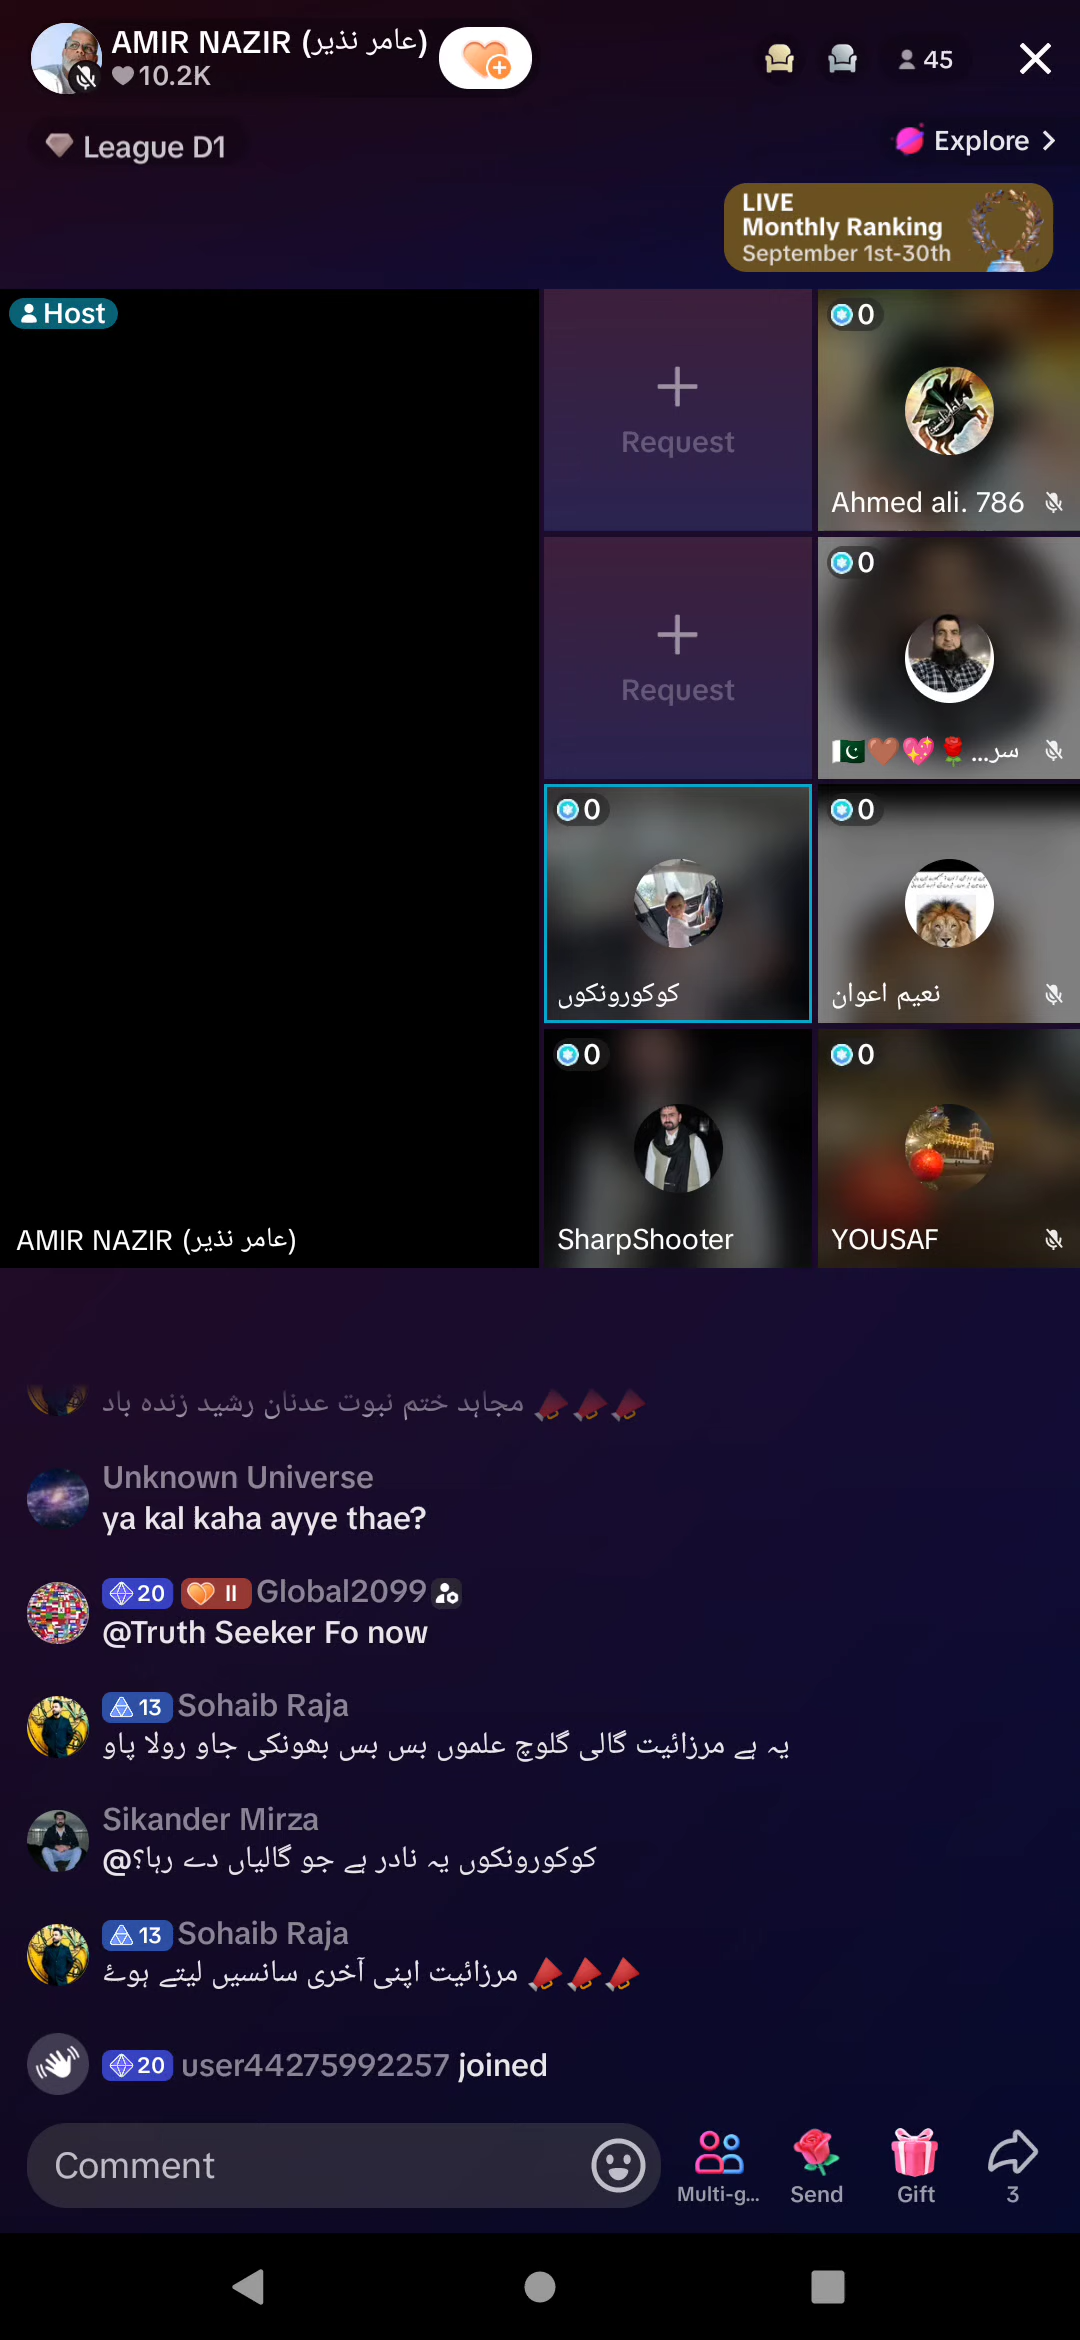 AMIR NAZIR (عامر نذیر)
10.2K
45
League D1
Explore
LIVE
Monthly Ranking
September 1st-30th
Host
AMIR NAZIR (عامر نذیر)
Request
0
Ahmed ali. 786
Request
0
سر...
0
کوکورونکوں
0
نعیم اعوان
0
SharpShooter
0
YOUSAF
مجاہد ختم نبوت عدنان رشید زندہ باد
Unknown Universe
ya kal kaha ayye thae?
20 II Global2099
@Truth Seeker Fo now
13 Sohaib Raja
یہ ہے مرزائیت گالی گلوچ علموں بس بس بھونکی جاو رولا پاو
Sikander Mirza
@کوکورونکوں یہ نادر ہے جو گالیاں دے رہا؟
13 Sohaib Raja
مرزائیت اپنی آخری سانسیں لیتے ہوۓ
20 user44275992257 joined
Comment
Multi-g...
Send
Gift
3